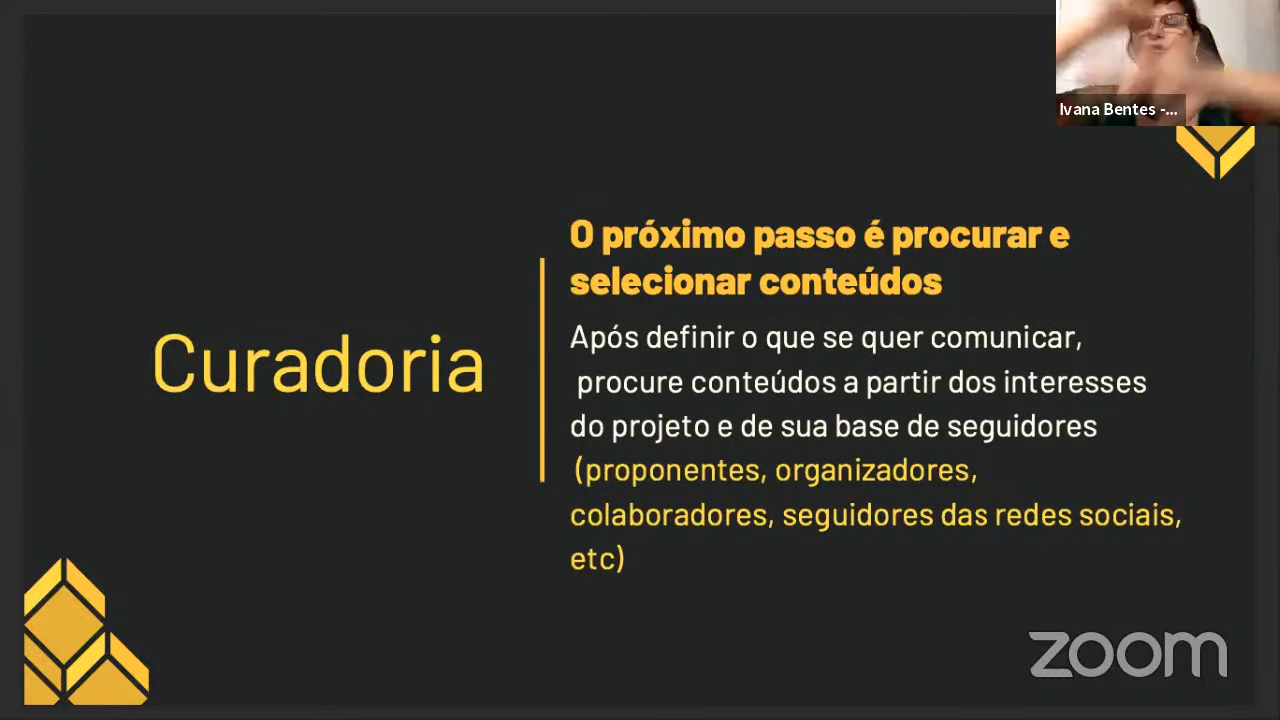 Ivana Bentes -...
Curadoria
O próximo passo é procurar e
selecionar conteúdos
Após definir o que se quer comunicar,
procure conteúdos a partir dos interesses
do projeto e de sua base de seguidores
(proponentes, organizadores,
colaboradores, seguidores das redes sociais,
etc)
zoom